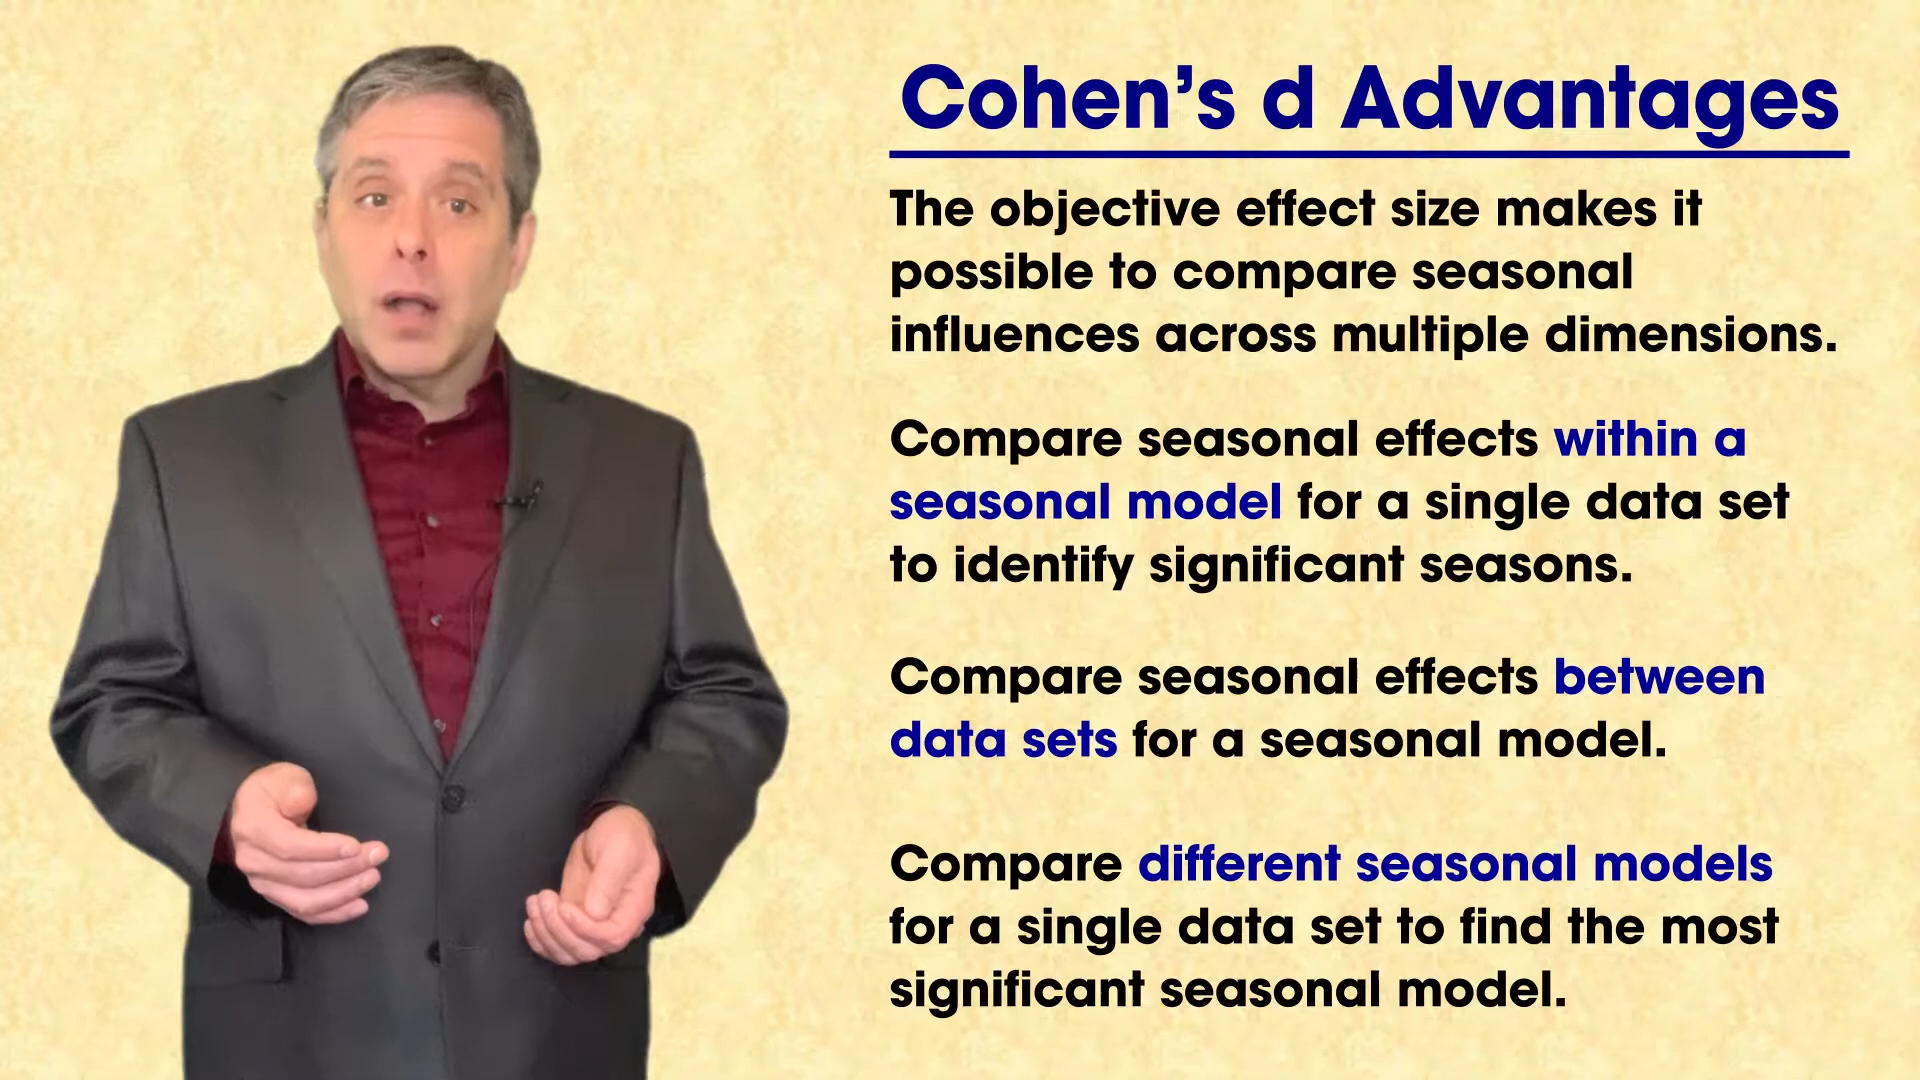 Cohen’s d Advantages
The objective effect size makes it
possible to compare seasonal
influences across multiple dimensions.
Compare seasonal effects within a
seasonal model for a single data set
to identify significant seasons.
Compare seasonal effects between
data sets for a seasonal model.
Compare different seasonal models
for a single data set to find the most
significant seasonal model.